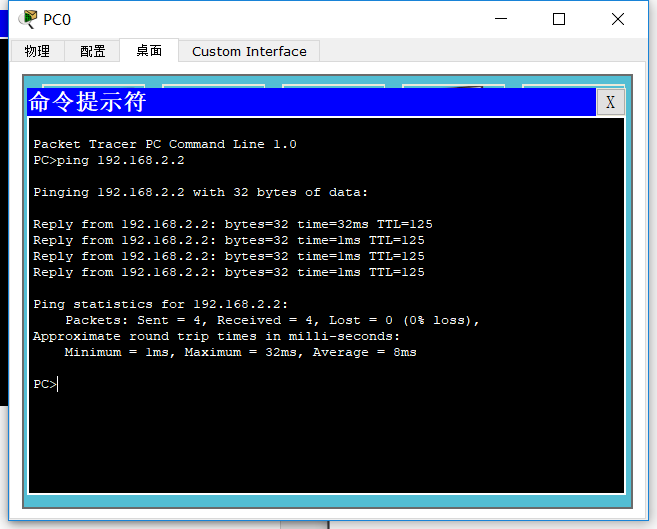 PC0
物理 配置 桌面 Custom Interface
命令提示符 X
Packet Tracer PC Command Line 1.0
PC>ping 192.168.2.2
Pinging 192.168.2.2 with 32 bytes of data:
Reply from 192.168.2.2: bytes=32 time=32ms TTL=125
Reply from 192.168.2.2: bytes=32 time=1ms TTL=125
Reply from 192.168.2.2: bytes=32 time=1ms TTL=125
Reply from 192.168.2.2: bytes=32 time=1ms TTL=125
Ping statistics for 192.168.2.2:
Packets: Sent = 4, Received = 4, Lost = 0 (0% loss),
Approximate round trip times in milli-seconds:
Minimum = 1ms, Maximum = 32ms, Average = 8ms
PC>